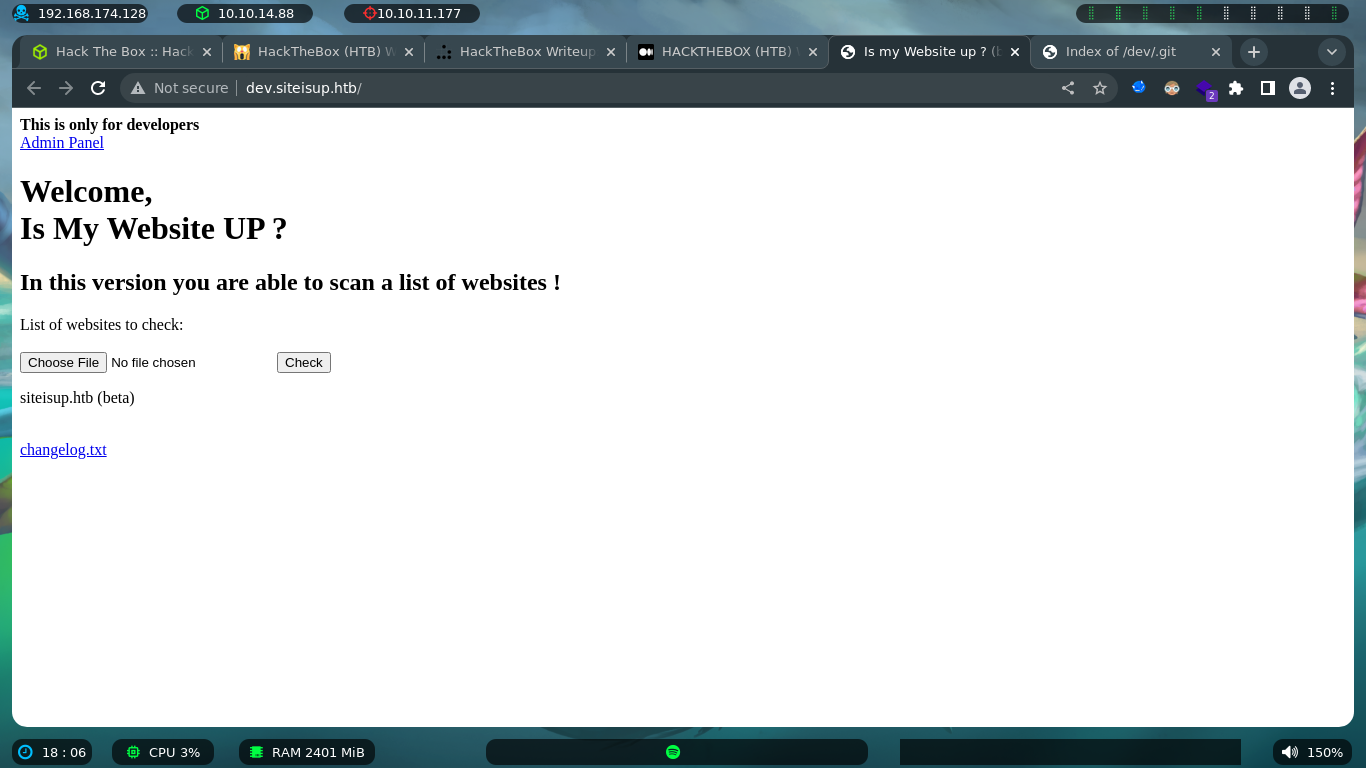 192.168.174.128
10.10.14.88
10.10.11.177
Hack The Box :: Hack
HackTheBox (HTB) W
HackTheBox Writeup
HACKTHEBOX (HTB)
Is my Website up ? (b
Index of /dev/.git
Not secure
dev.siteisup.htb/
2
This is only for developers
Admin Panel
Welcome,
Is My Website UP ?
In this version you are able to scan a list of websites !
List of websites to check:
Choose File No file chosen
Check
siteisup.htb (beta)
changelog.txt
18 : 06
CPU 3%
RAM 2401 MiB
150%